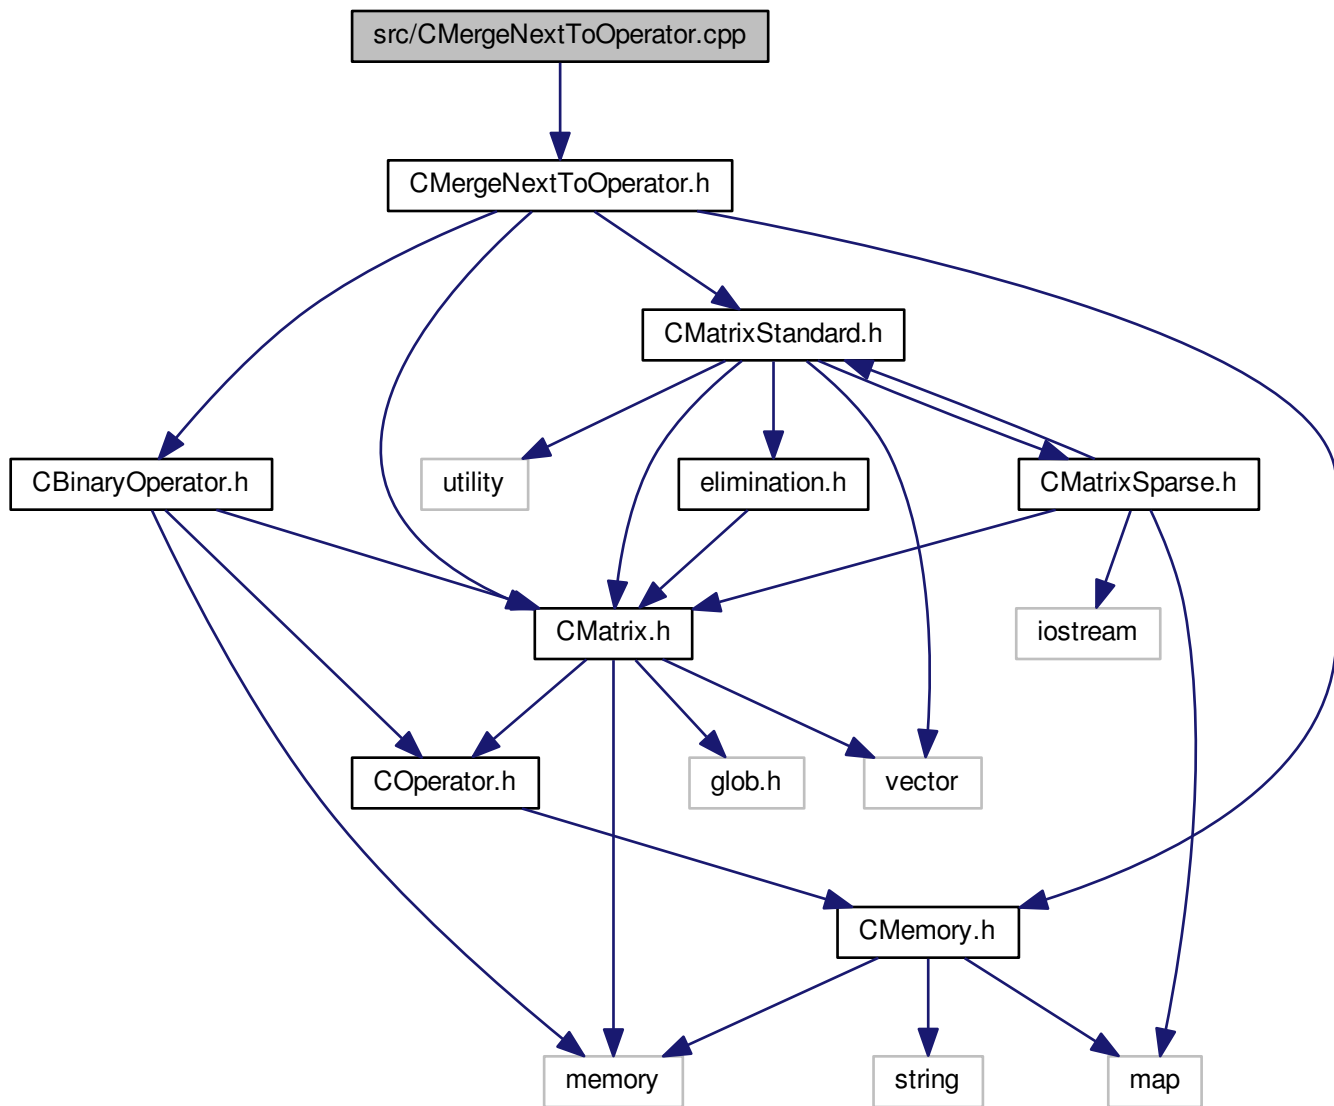 src/CMergeNextToOperator.cpp
CMergeNextToOperator.h
CMatrixStandard.h
CBinaryOperator.h
utility
elimination.h
CMatrixSparse.h
CMatrix.h
iostream
COperator.h
glob.h
vector
CMemory.h
memory
string
map